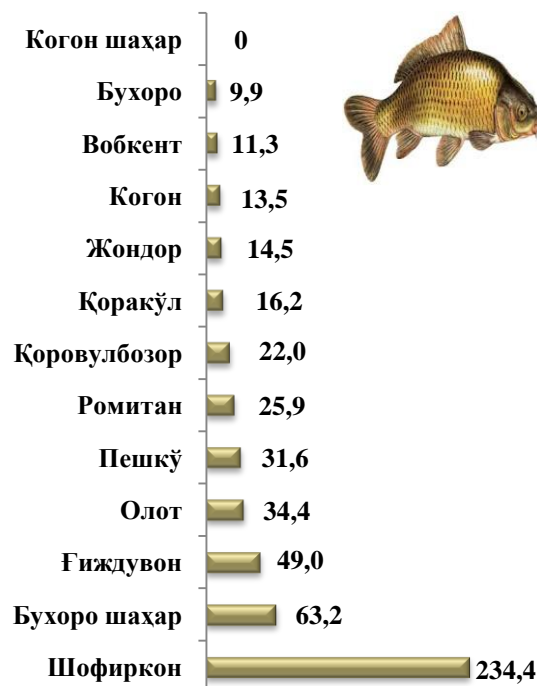 Когон шаҳар 0
Бухоро 9,9
Вобкент 11,3
Когон 13,5
Жондор 14,5
Қоракўл 16,2
Қоровулбозор 22,0
Ромитан 25,9
Пешкў 31,6
Олот 34,4
Ғиждувон 49,0
Бухоро шаҳар 63,2
Шофиркон 234,4